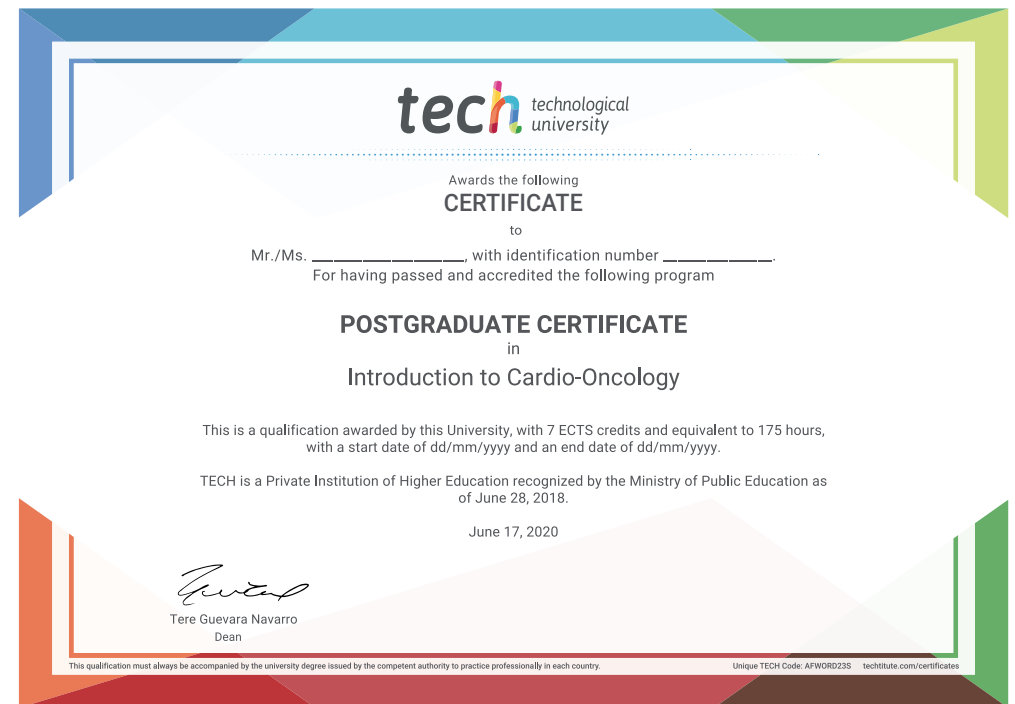 tech technological
university
Awards the following
CERTIFICATE
to
Mr./Ms. ________________, with identification number ____________.
For having passed and accredited the following program
POSTGRADUATE CERTIFICATE
in
Introduction to Cardio-Oncology
This is a qualification awarded by this University, with 7 ECTS credits and equivalent to 175 hours,
with a start date of dd/mm/yyyy and an end date of dd/mm/yyyy.
TECH is a Private Institution of Higher Education recognized by the Ministry of Public Education as
of June 28, 2018.
June 17, 2020
Tere Guevara Navarro
Dean
This qualification must always be accompanied by the university degree issued by the competent authority to practice professionally in each country. Unique TECH Code: AFWORD23S techtitute.com/certificates